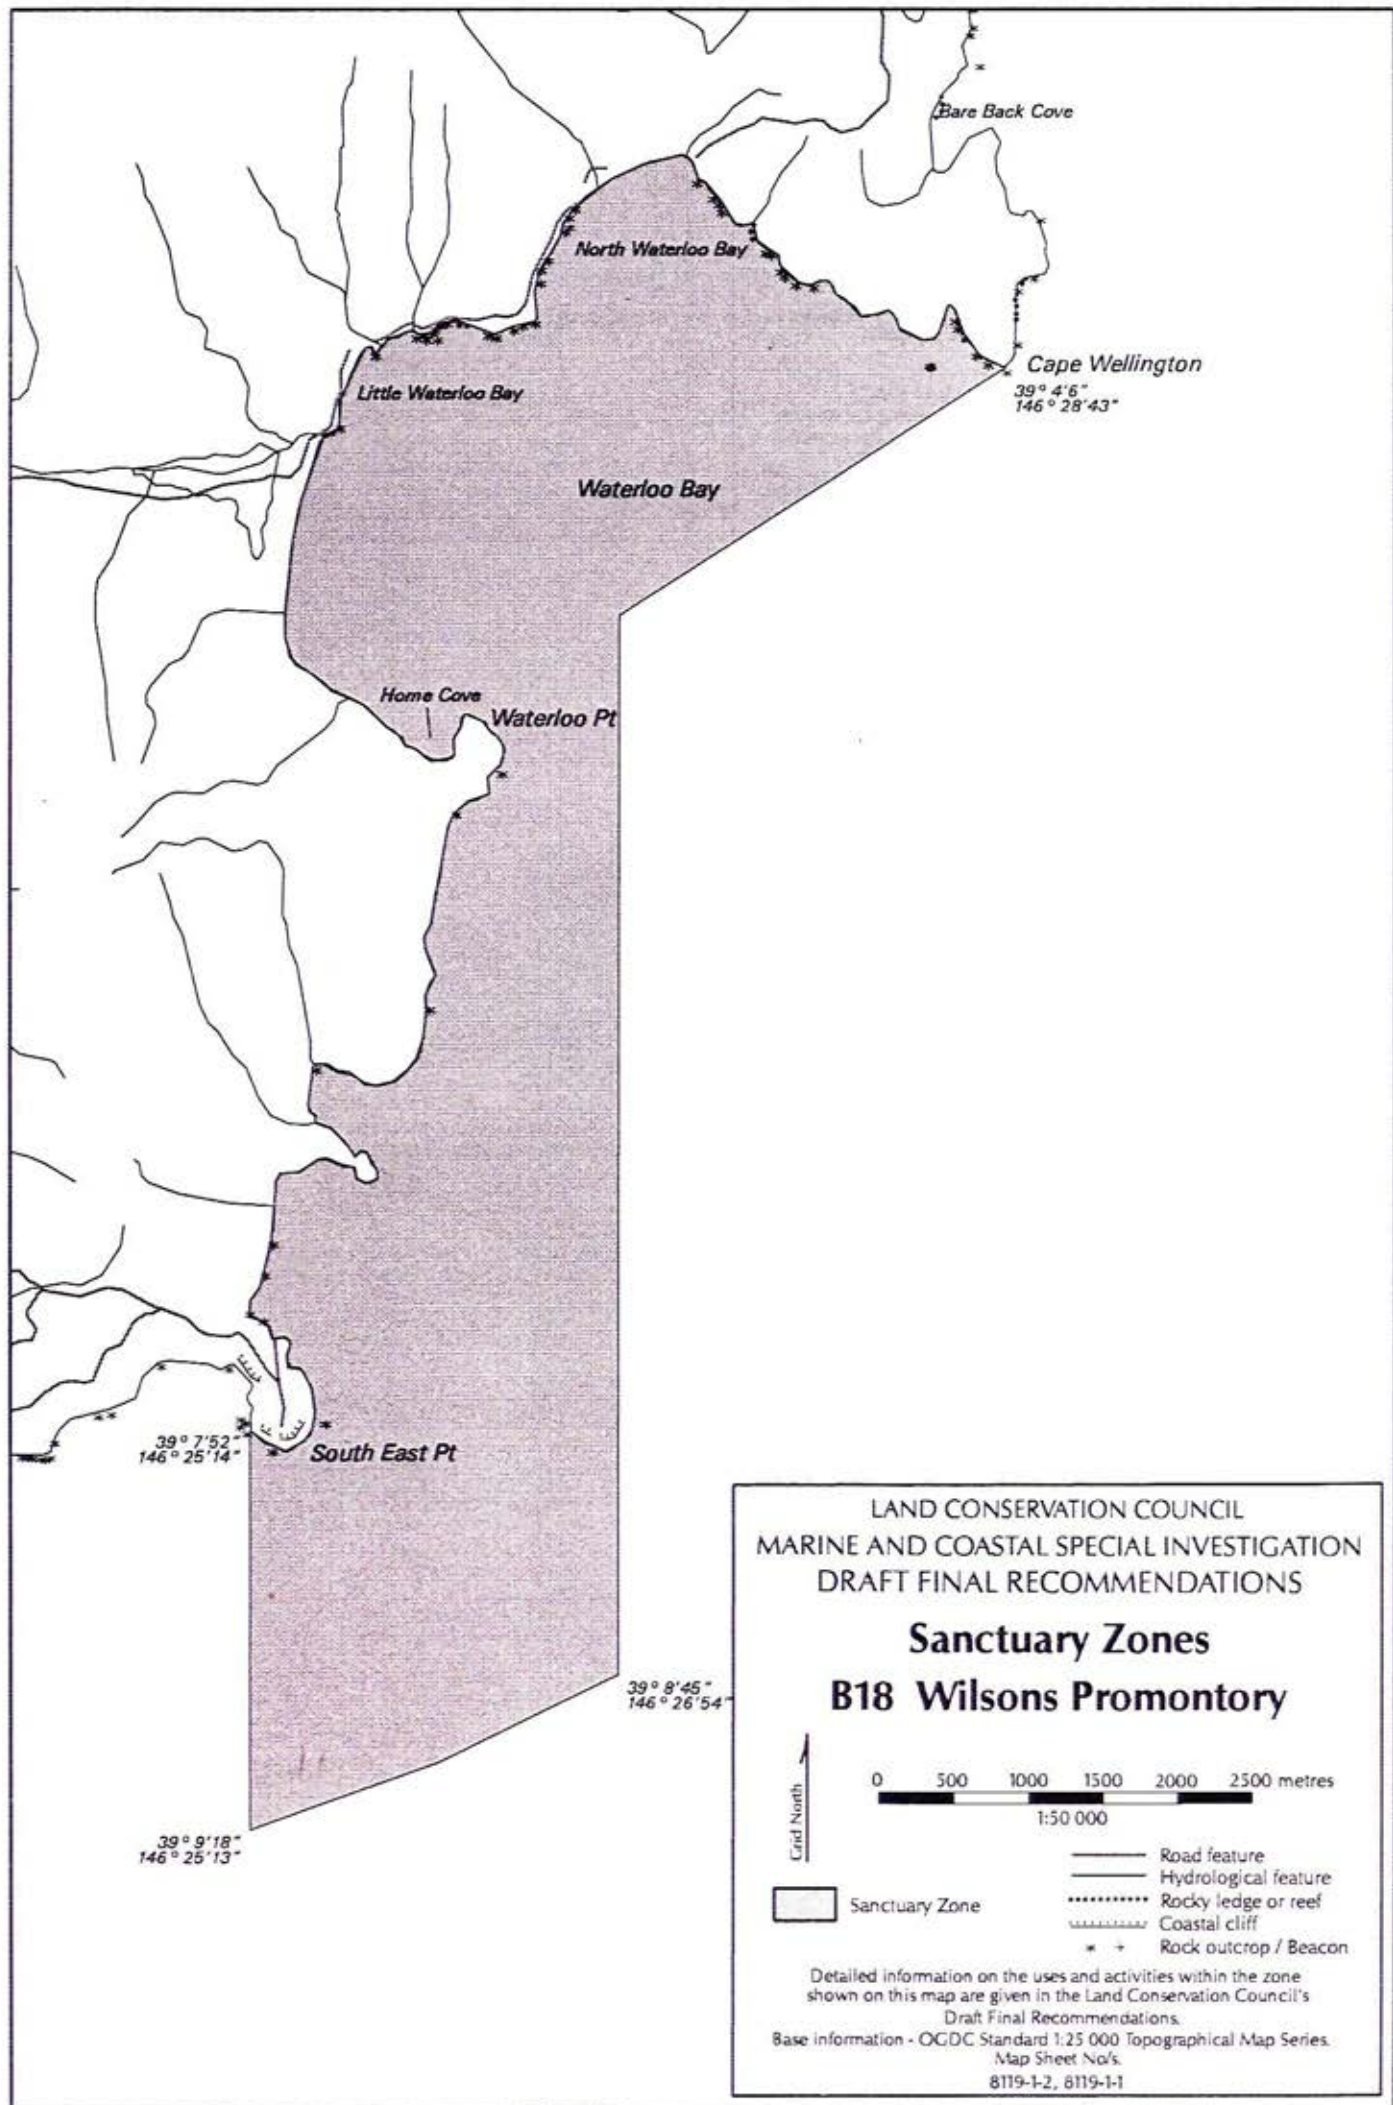 Bare Back Cove
North Waterloo Bay
Cape Wellington
39° 4'6"
146° 28'43"
Little Waterloo Bay
Waterloo Bay
Home Cove
Waterloo Pt
39° 7'52"
146° 25'14"
South East Pt
39° 8'45"
146° 26'54"
39° 9'18"
146° 25'13"
LAND CONSERVATION COUNCIL
MARINE AND COASTAL SPECIAL INVESTIGATION
DRAFT FINAL RECOMMENDATIONS
Sanctuary Zones
B18 Wilsons Promontory
Grid North
0 500 1000 1500 2000 2500 metres
1:50 000
Road feature
Hydrological feature
Sanctuary Zone
Rocky ledge or reef
Coastal cliff
Rock outcrop / Beacon
Detailed information on the uses and activities within the zone
shown on this map are given in the Land Conservation Council's
Draft Final Recommendations.
Base information - OGDC Standard 1:25 000 Topographical Map Series.
Map Sheet No/s.
8119-1-2, 8119-1-1